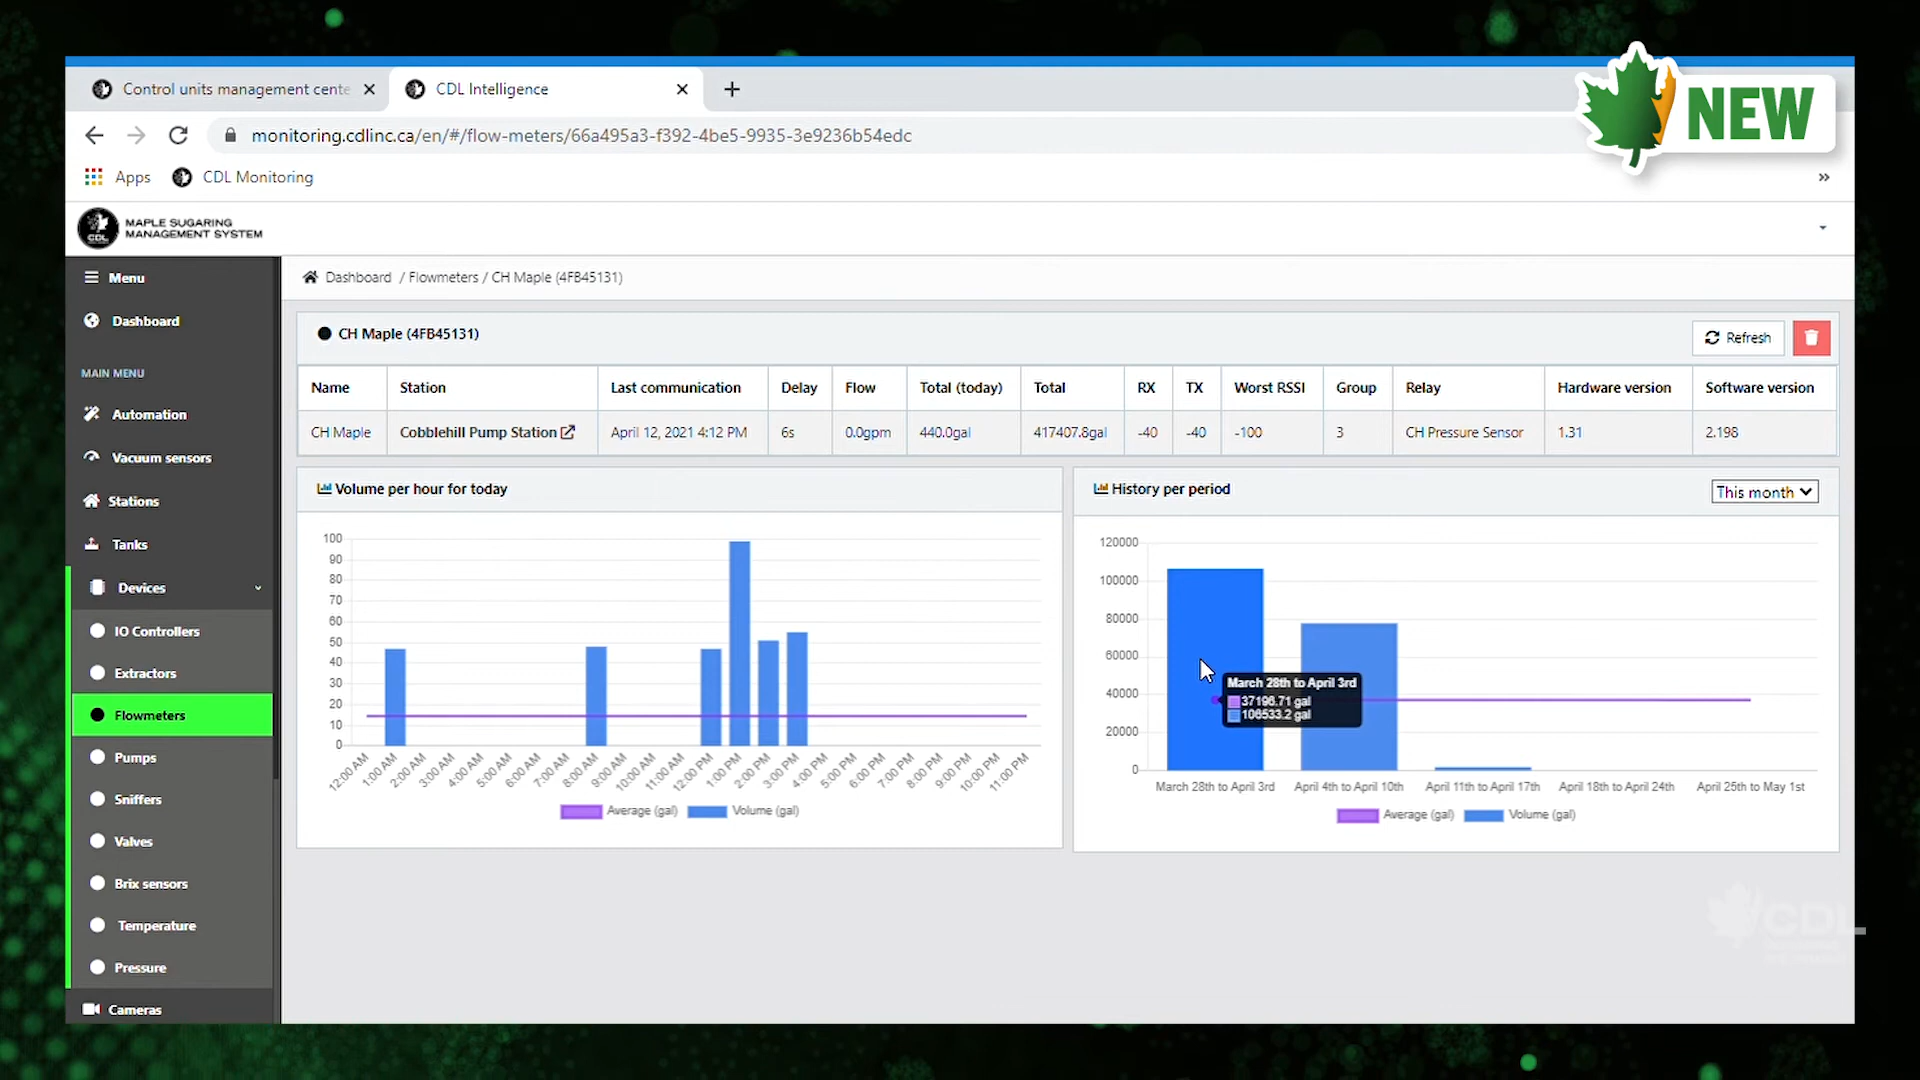 Control units management cente
CDL Intelligence
NEW
monitoring.cdlinc.ca/en/#/flow-meters/66a495a3-f392-4be5-9935-3e9236b54edc
Apps
CDL Monitoring
»
CDL
MAPLE SUGARING
MANAGEMENT SYSTEM
Menu
Dashboard / Flowmeters / CH Maple (4FB45131)
Dashboard
MAIN MENU
Automation
Vacuum sensors
Stations
Tanks
Devices
IO Controllers
Extractors
Flowmeters
Pumps
Sniffers
Valves
Brix sensors
Temperature
Pressure
Cameras
CH Maple (4FB45131)
Refresh
Name Station Last communication Delay Flow Total (today) Total RX TX Worst RSSI Group Relay Hardware version Software version
CH Maple Cobblehill Pump Station April 12, 2021 4:12 PM 6s 0.0gpm 440.0gal 417407.8gal -40 -40 -100 3 CH Pressure Sensor 1.31 2.198
Volume per hour for today
100
90
80
70
60
50
40
30
20
10
0
12:00 AM 1:00 AM 2:00 AM 3:00 AM 4:00 AM 5:00 AM 6:00 AM 7:00 AM 8:00 AM 9:00 AM 10:00 AM 11:00 AM 12:00 PM 1:00 PM 2:00 PM 3:00 PM 4:00 PM 5:00 PM 6:00 PM 7:00 PM 8:00 PM 9:00 PM 10:00 PM 11:00 PM
Average (gal) Volume (gal)
History per period
This month
120000
100000
80000
60000
40000
20000
0
March 28th to April 3rd
37196.71 gal
106533.2 gal
March 28th to April 3rd April 4th to April 10th April 11th to April 17th April 18th to April 24th April 25th to May 1st
Average (gal) Volume (gal)
CDL